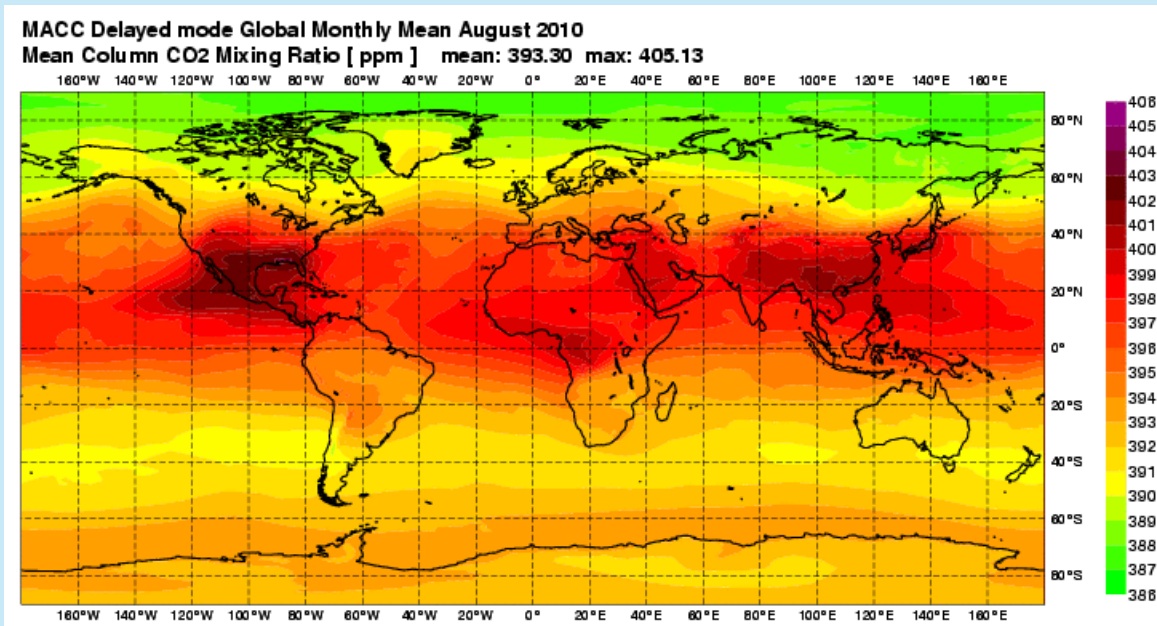 MACC Delayed mode Global Monthly Mean August 2010
Mean Column CO2 Mixing Ratio [ ppm ] mean: 393.30 max: 405.13
160°W 140°W 120°W 100°W 80°W 60°W 40°W 20°W 0° 20°E 40°E 60°E 80°E 100°E 120°E 140°E 160°E
80°N
60°N
40°N
20°N
0°
20°S
40°S
60°S
80°S
406
405
404
403
402
401
400
399
398
397
396
395
394
393
392
391
390
389
388
387
386
160°W 140°W 120°W 100°W 80°W 60°W 40°W 20°W 0° 20°E 40°E 60°E 80°E 100°E 120°E 140°E 160°E